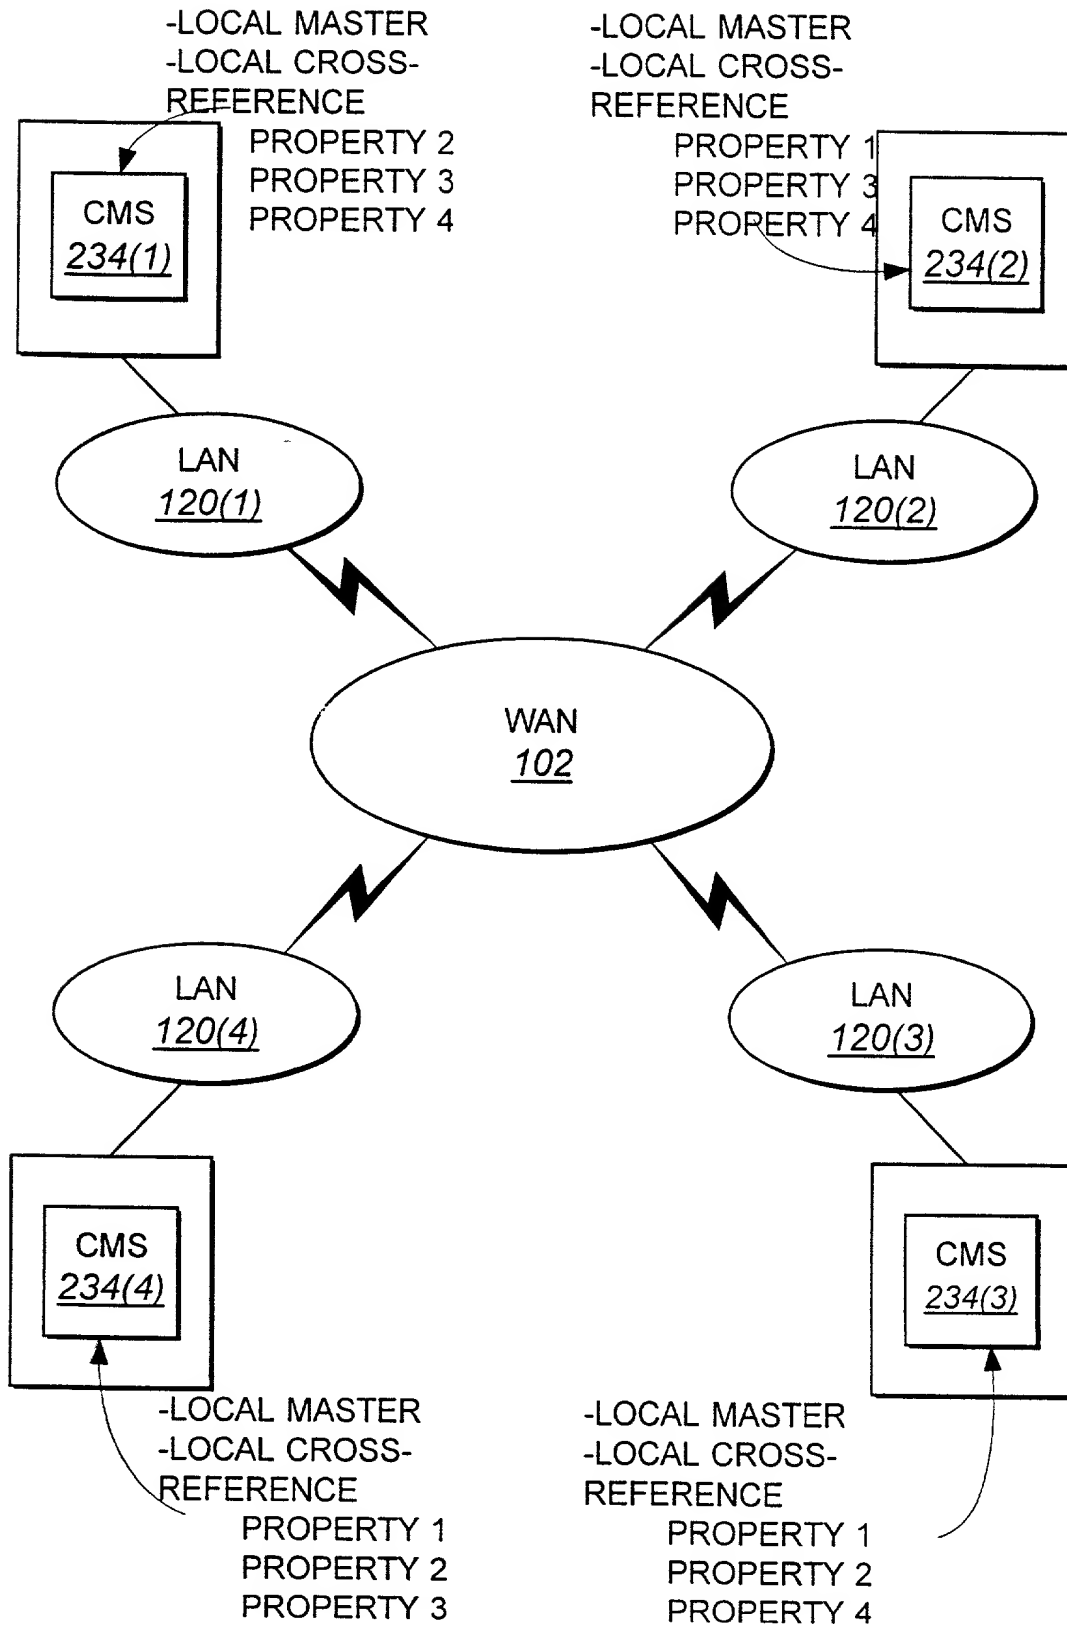 -LOCAL MASTER
-LOCAL CROSS-
REFERENCE
PROPERTY 2
PROPERTY 3
PROPERTY 4
CMS
234(1)
-LOCAL MASTER
-LOCAL CROSS-
REFERENCE
PROPERTY 1
PROPERTY 3
PROPERTY 4
CMS
234(2)
LAN
120(1)
LAN
120(2)
WAN
102
LAN
120(4)
LAN
120(3)
CMS
234(4)
CMS
234(3)
-LOCAL MASTER
-LOCAL CROSS-
REFERENCE
PROPERTY 1
PROPERTY 2
PROPERTY 3
-LOCAL MASTER
-LOCAL CROSS-
REFERENCE
PROPERTY 1
PROPERTY 2
PROPERTY 4